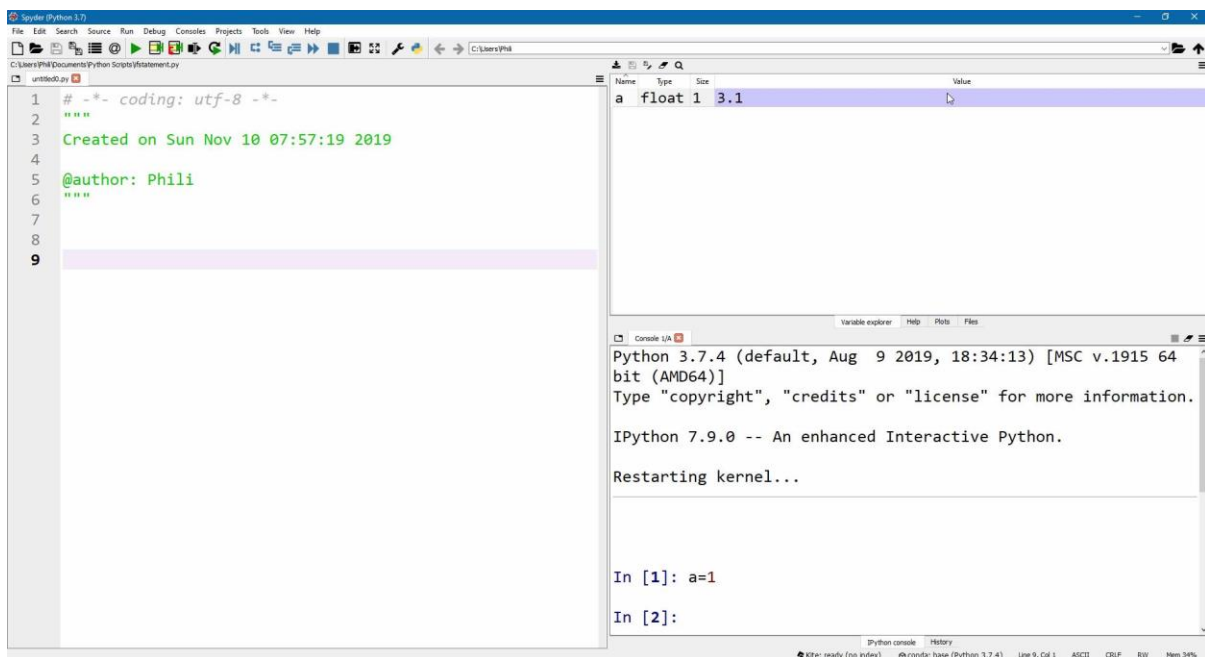 Spyder (Python 3.7)
File Edit Search Source Run Debug Consoles Projects Tools View Help
C:\Users\Phili
C:\Users\Phili\Documents\Python Scripts\ifstatement.py
untitled0.py
1 # -*- coding: utf-8 -*-
2 """
3 Created on Sun Nov 10 07:57:19 2019
4
5 @author: Phili
6 """
7
8
9
Name Type Size Value
a float 1 3.1
Variable explorer Help Plots Files
Console 1/A
Python 3.7.4 (default, Aug  9 2019, 18:34:13) [MSC v.1915 64
bit (AMD64)]
Type "copyright", "credits" or "license" for more information.
IPython 7.9.0 -- An enhanced Interactive Python.
Restarting kernel...
In [1]: a=1
In [2]:
IPython console History
Kite: ready (no index) conda: base (Python 3.7.4) Line 9, Col 1 ASCII CRLF RW Mem 34%